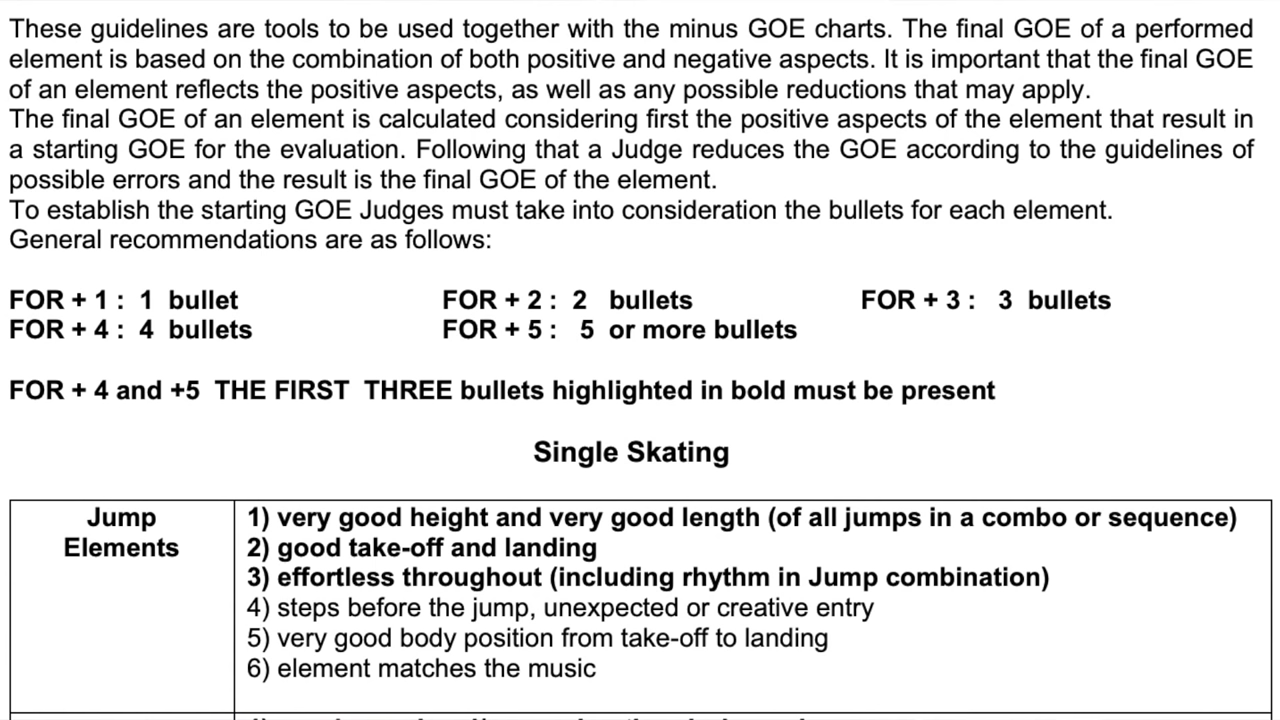 These guidelines are tools to be used together with the minus GOE charts. The final GOE of a performed
element is based on the combination of both positive and negative aspects. It is important that the final GOE
of an element reflects the positive aspects, as well as any possible reductions that may apply.
The final GOE of an element is calculated considering first the positive aspects of the element that result in
a starting GOE for the evaluation. Following that a Judge reduces the GOE according to the guidelines of
possible errors and the result is the final GOE of the element.
To establish the starting GOE Judges must take into consideration the bullets for each element.
General recommendations are as follows:
FOR + 1 : 1 bullet FOR + 2 : 2 bullets FOR + 3 : 3 bullets
FOR + 4 : 4 bullets FOR + 5 : 5 or more bullets
FOR + 4 and +5 THE FIRST THREE bullets highlighted in bold must be present
Single Skating
Jump
Elements
1) very good height and very good length (of all jumps in a combo or sequence)
2) good take-off and landing
3) effortless throughout (including rhythm in Jump combination)
4) steps before the jump, unexpected or creative entry
5) very good body position from take-off to landing
6) element matches the music